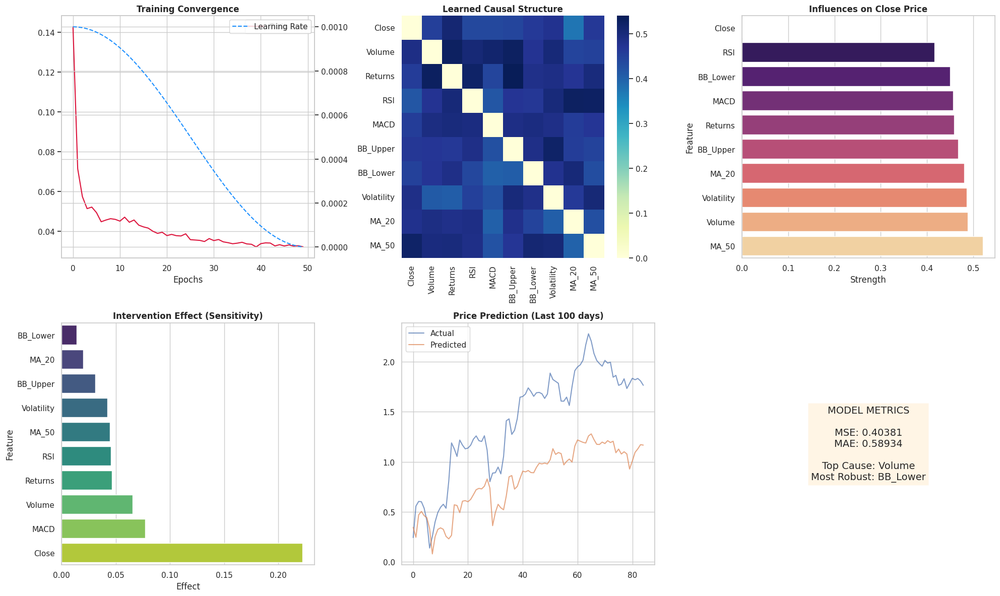 Training Convergence
Learning Rate
0.14
0.12
0.10
0.08
0.06
0.04
0.0010
0.0008
0.0006
0.0004
0.0002
0.0000
0 10 20 30 40 50
Epochs
Learned Causal Structure
Close
Volume
Returns
RSI
MACD
BB_Upper
BB_Lower
Volatility
MA_20
MA_50
Close Volume Returns RSI MACD BB_Upper BB_Lower Volatility MA_20 MA_50
0.5
0.4
0.3
0.2
0.1
0.0
Influences on Close Price
Feature
Close
RSI
BB_Lower
MACD
Returns
BB_Upper
MA_20
Volatility
Volume
MA_50
0.0 0.1 0.2 0.3 0.4 0.5
Strength
Intervention Effect (Sensitivity)
Feature
BB_Lower
MA_20
BB_Upper
Volatility
MA_50
RSI
Returns
Volume
MACD
Close
0.00 0.05 0.10 0.15 0.20
Effect
Price Prediction (Last 100 days)
Actual
Predicted
2.0
1.5
1.0
0.5
0.0
0 20 40 60 80
MODEL METRICS
MSE: 0.40381
MAE: 0.58934
Top Cause: Volume
Most Robust: BB_Lower